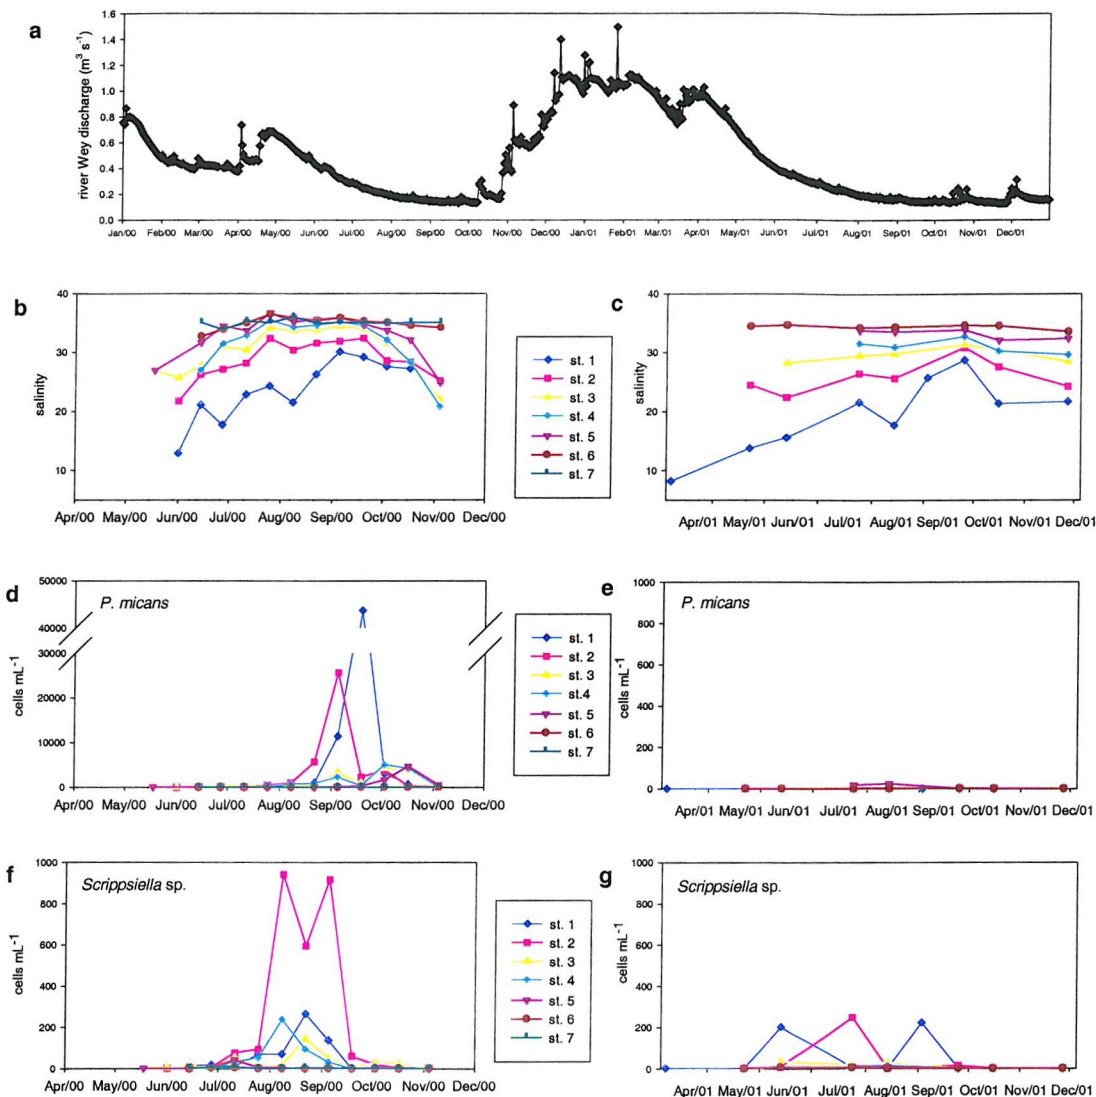 a
river Wey discharge (m³ s⁻¹)
1.6
1.4
1.2
1.0
0.8
0.6
0.4
0.2
0.0
Jan/00 Feb/00 Mar/00 Apr/00 May/00 Jun/00 Jul/00 Aug/00 Sep/00 Oct/00 Nov/00 Dec/00 Jan/01 Feb/01 Mar/01 Apr/01 May/01 Jun/01 Jul/01 Aug/01 Sep/01 Oct/01 Nov/01 Dec/01
b
salinity
40
30
20
10
Apr/00 May/00 Jun/00 Jul/00 Aug/00 Sep/00 Oct/00 Nov/00 Dec/00
st. 1
st. 2
st. 3
st. 4
st. 5
st. 6
st. 7
c
salinity
40
30
20
10
Apr/01 May/01 Jun/01 Jul/01 Aug/01 Sep/01 Oct/01 Nov/01 Dec/01
d
P. micans
cells mL⁻¹
50000
40000
30000
20000
10000
0
Apr/00 May/00 Jun/00 Jul/00 Aug/00 Sep/00 Oct/00 Nov/00 Dec/00
st. 1
st. 2
st. 3
st.4
st. 5
st. 6
st. 7
e
P. micans
cells mL⁻¹
1000
800
600
400
200
0
Apr/01 May/01 Jun/01 Jul/01 Aug/01 Sep/01 Oct/01 Nov/01 Dec/01
f
Scrippsiella sp.
cells mL⁻¹
1000
800
600
400
200
0
Apr/00 May/00 Jun/00 Jul/00 Aug/00 Sep/00 Oct/00 Nov/00 Dec/00
st. 1
st. 2
st. 3
st. 4
st. 5
st. 6
st. 7
g
Scrippsiella sp.
cells mL⁻¹
1000
800
600
400
200
0
Apr/01 May/01 Jun/01 Jul/01 Aug/01 Sep/01 Oct/01 Nov/01 Dec/01